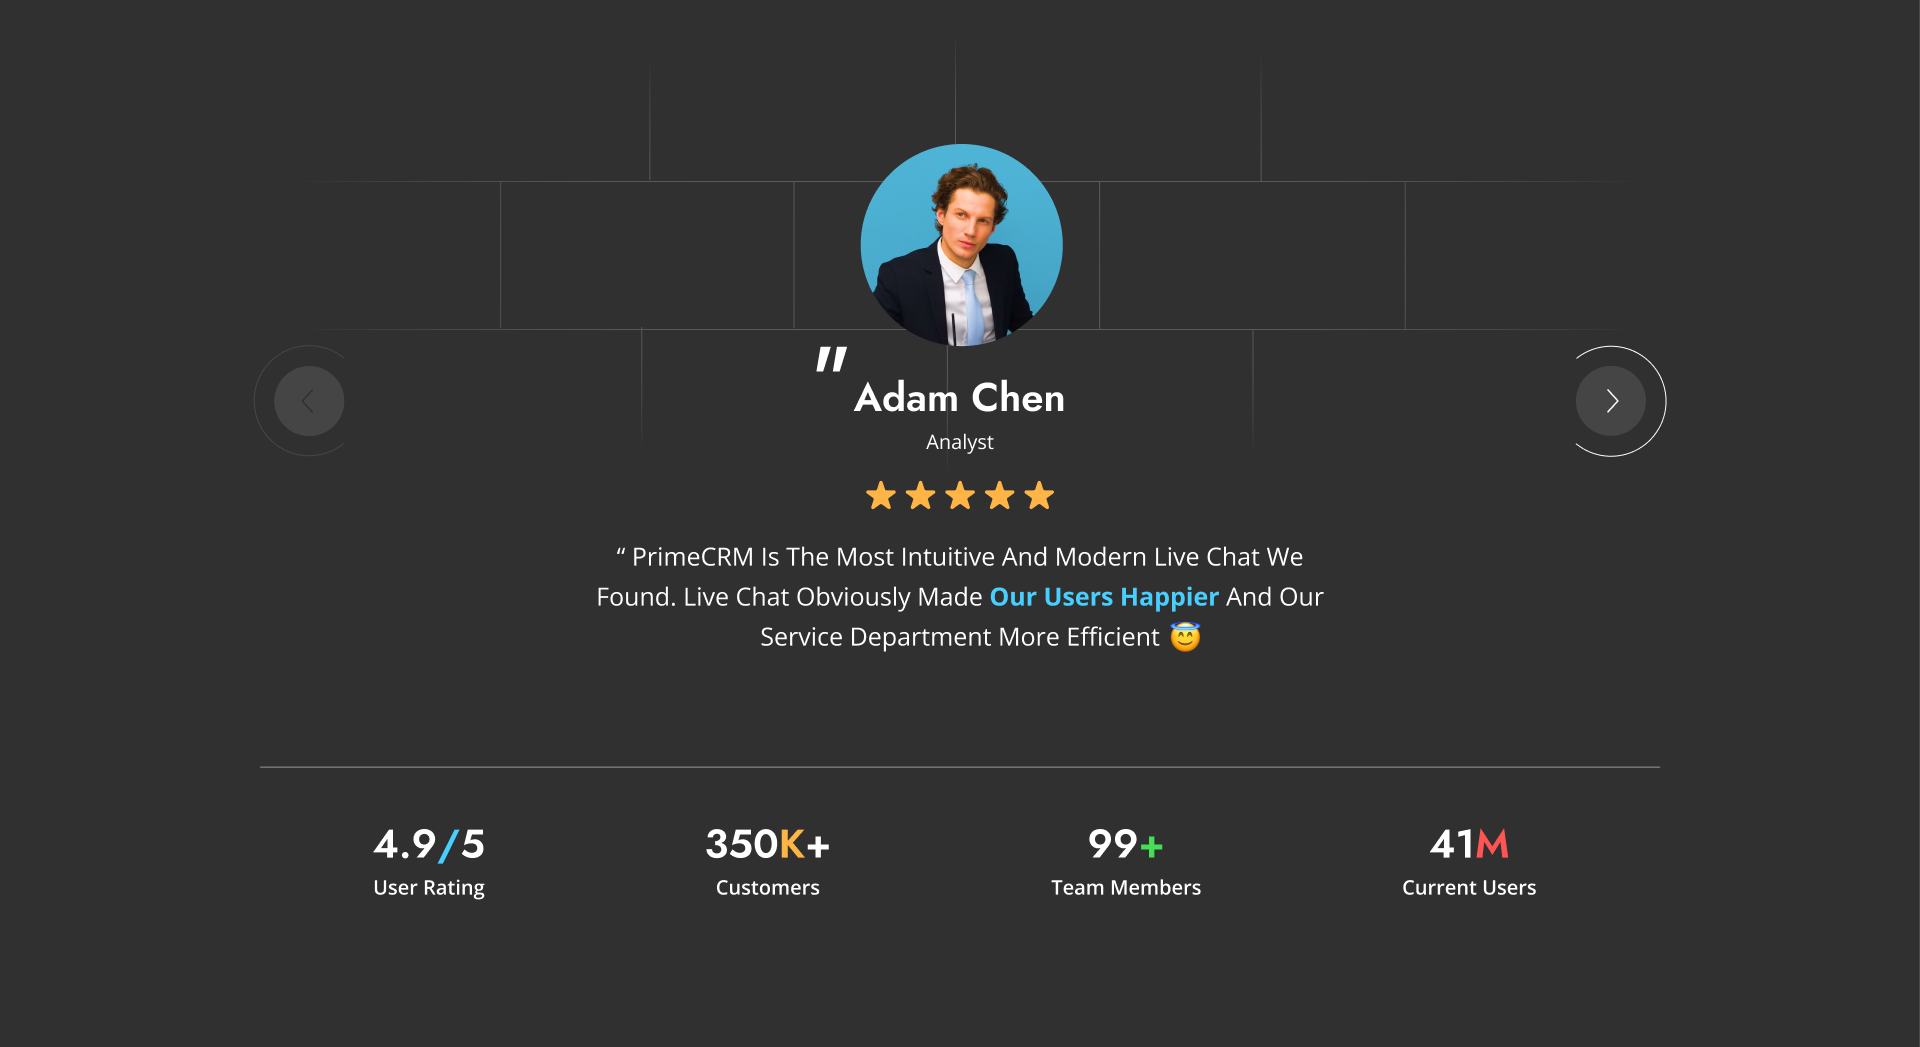 "
Adam Chen
Analyst
“ PrimeCRM Is The Most Intuitive And Modern Live Chat We
Found. Live Chat Obviously Made Our Users Happier And Our
Service Department More Efficient 😇
4.9/5
User Rating
350K+
Customers
99+
Team Members
41M
Current Users